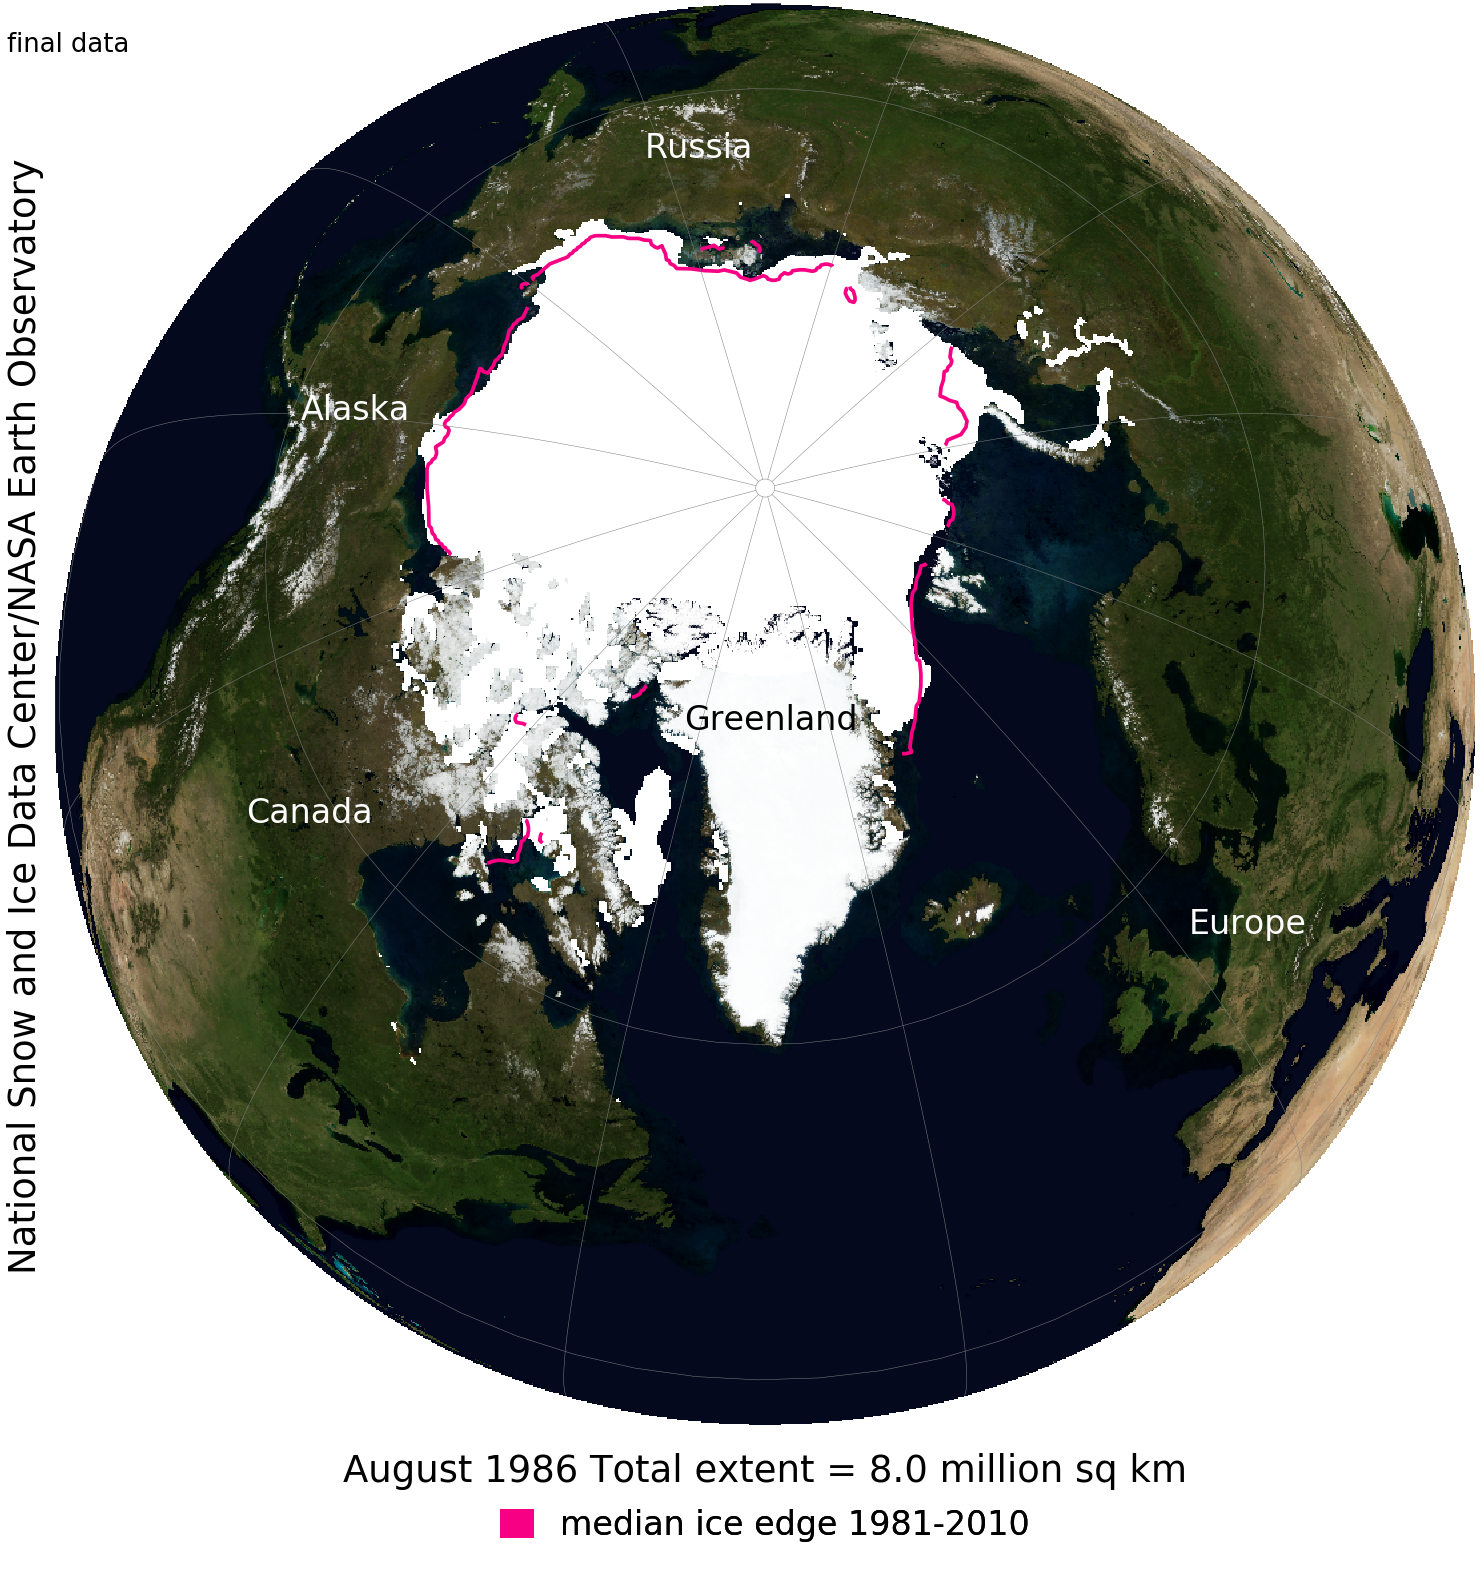 final data
National Snow and Ice Data Center/NASA Earth Observatory
Russia
Alaska
Greenland
Canada
Europe
August 1986 Total extent = 8.0 million sq km
median ice edge 1981-2010